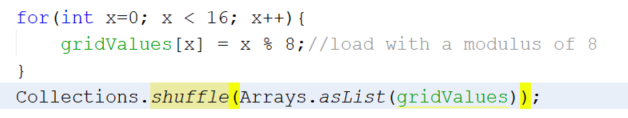 for(int x=0; x < 16; x++){
    gridValues[x] = x % 8;//load with a modulus of 8
}
Collections.shuffle(Arrays.asList(gridValues));